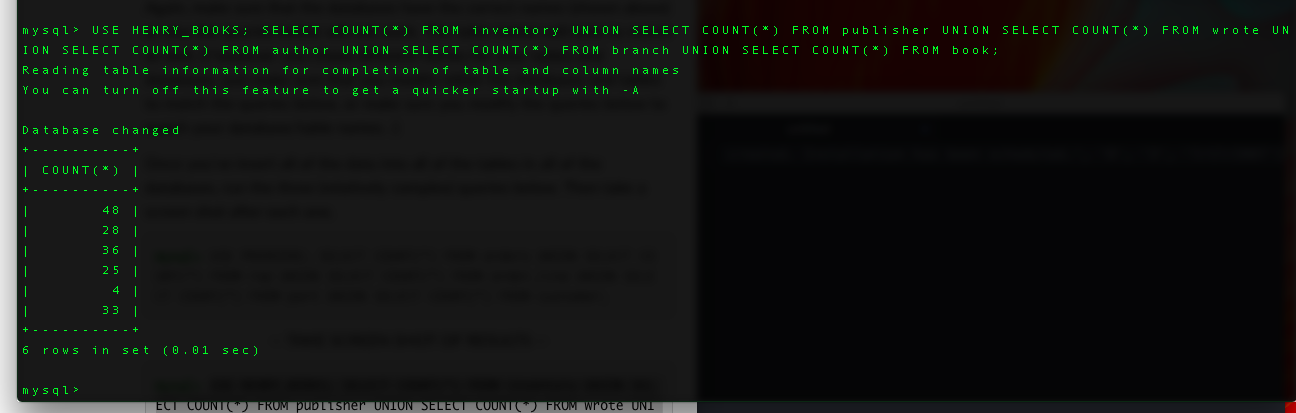 mysql> USE HENRY_BOOKS; SELECT COUNT(*) FROM inventory UNION SELECT COUNT(*) FROM publisher UNION SELECT COUNT(*) FROM wrote UN
ION SELECT COUNT(*) FROM author UNION SELECT COUNT(*) FROM branch UNION SELECT COUNT(*) FROM book;
Reading table information for completion of table and column names
You can turn off this feature to get a quicker startup with -A
Database changed
+----------+
| COUNT(*) |
+----------+
|       48 |
|       28 |
|       36 |
|       25 |
|        4 |
|       33 |
+----------+
6 rows in set (0.01 sec)
mysql>
ECT COUNT(*) FROM publisher UNION SELECT COUNT(*) FROM Wrote UNI